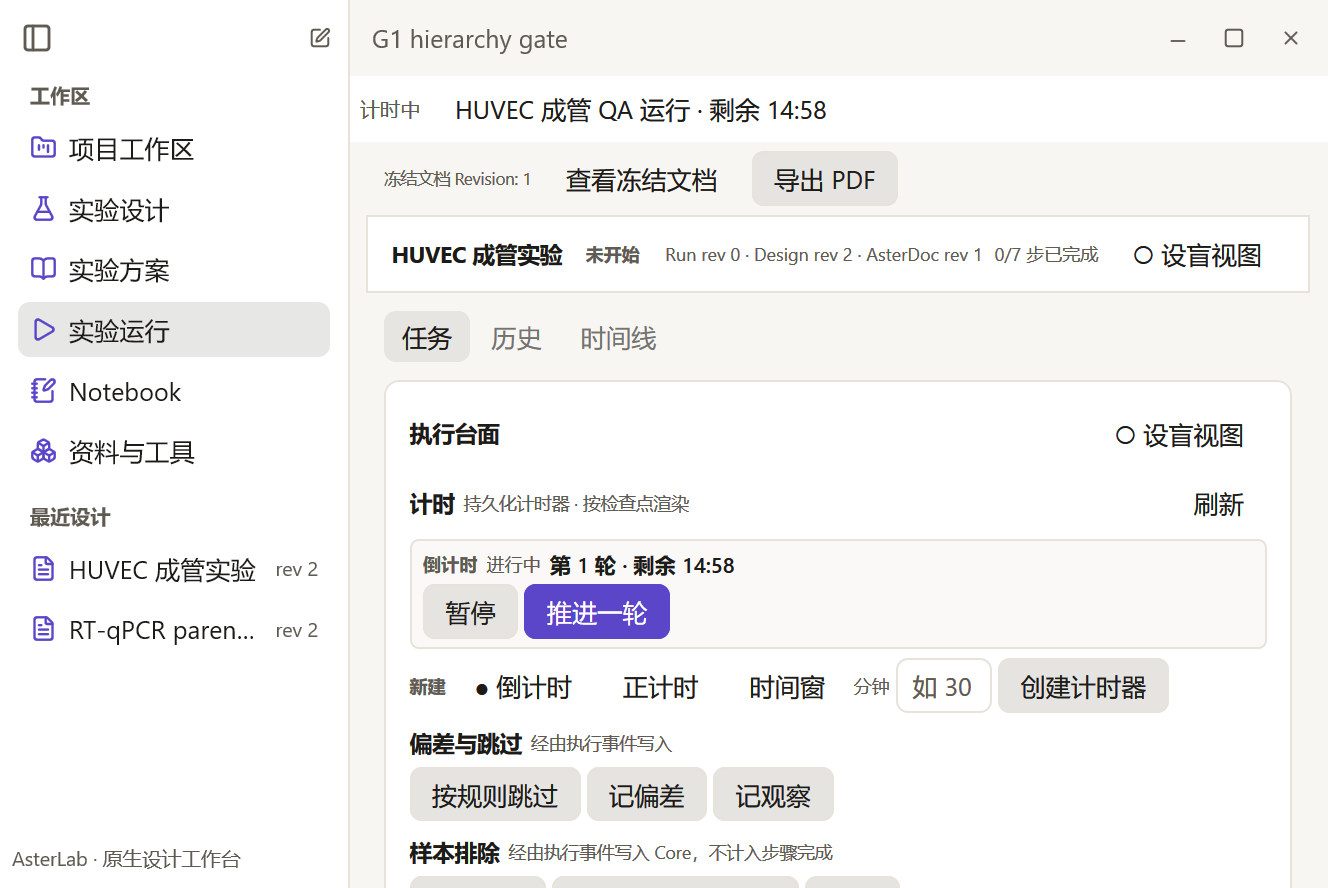 G1 hierarchy gate
工作区
项目工作区
实验设计
实验方案
实验运行
Notebook
资料与工具
最近设计
HUVEC 成管实验 rev 2
RT-qPCR paren... rev 2
AsterLab · 原生设计工作台
计时中 HUVEC 成管 QA 运行 · 剩余 14:58
冻结文档 Revision: 1 查看冻结文档 导出 PDF
HUVEC 成管实验 未开始 Run rev 0 · Design rev 2 · AsterDoc rev 1 0/7 步已完成 设盲视图
任务 历史 时间线
执行台面 设盲视图
计时 持久化计时器 · 按检查点渲染 刷新
倒计时 进行中 第 1 轮 · 剩余 14:58
暂停 推进一轮
新建 ● 倒计时 正计时 时间窗 分钟 如 30 创建计时器
偏差与跳过 经由执行事件写入
按规则跳过 记偏差 记观察
样本排除 经由执行事件写入 Core，不计入步骤完成